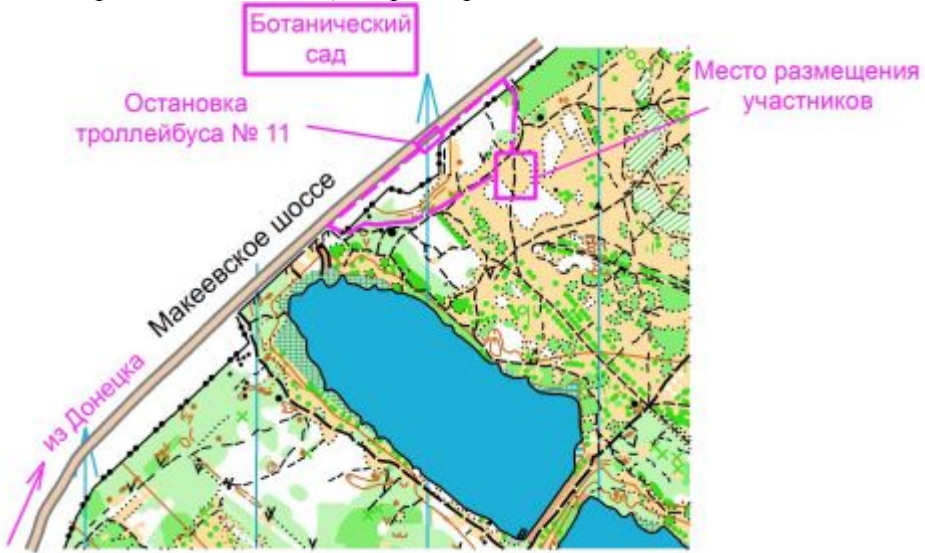 Ботанический
сад
Место размещения
участников
Остановка
троллейбуса № 11
Макеевское шоссе
из Донецка